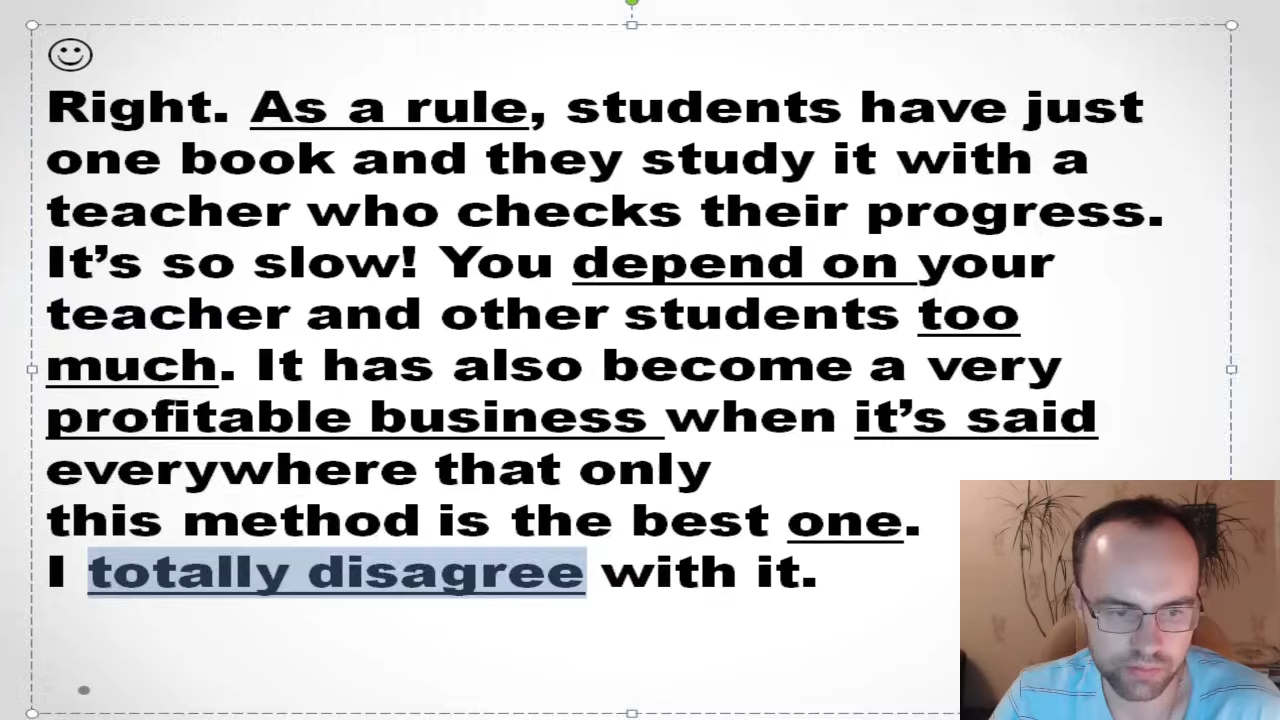 Right. As a rule, students have just
one book and they study it with a
teacher who checks their progress.
It’s so slow! You depend on your
teacher and other students too
much. It has also become a very
profitable business when it’s said
everywhere that only
this method is the best one.
I totally disagree with it.